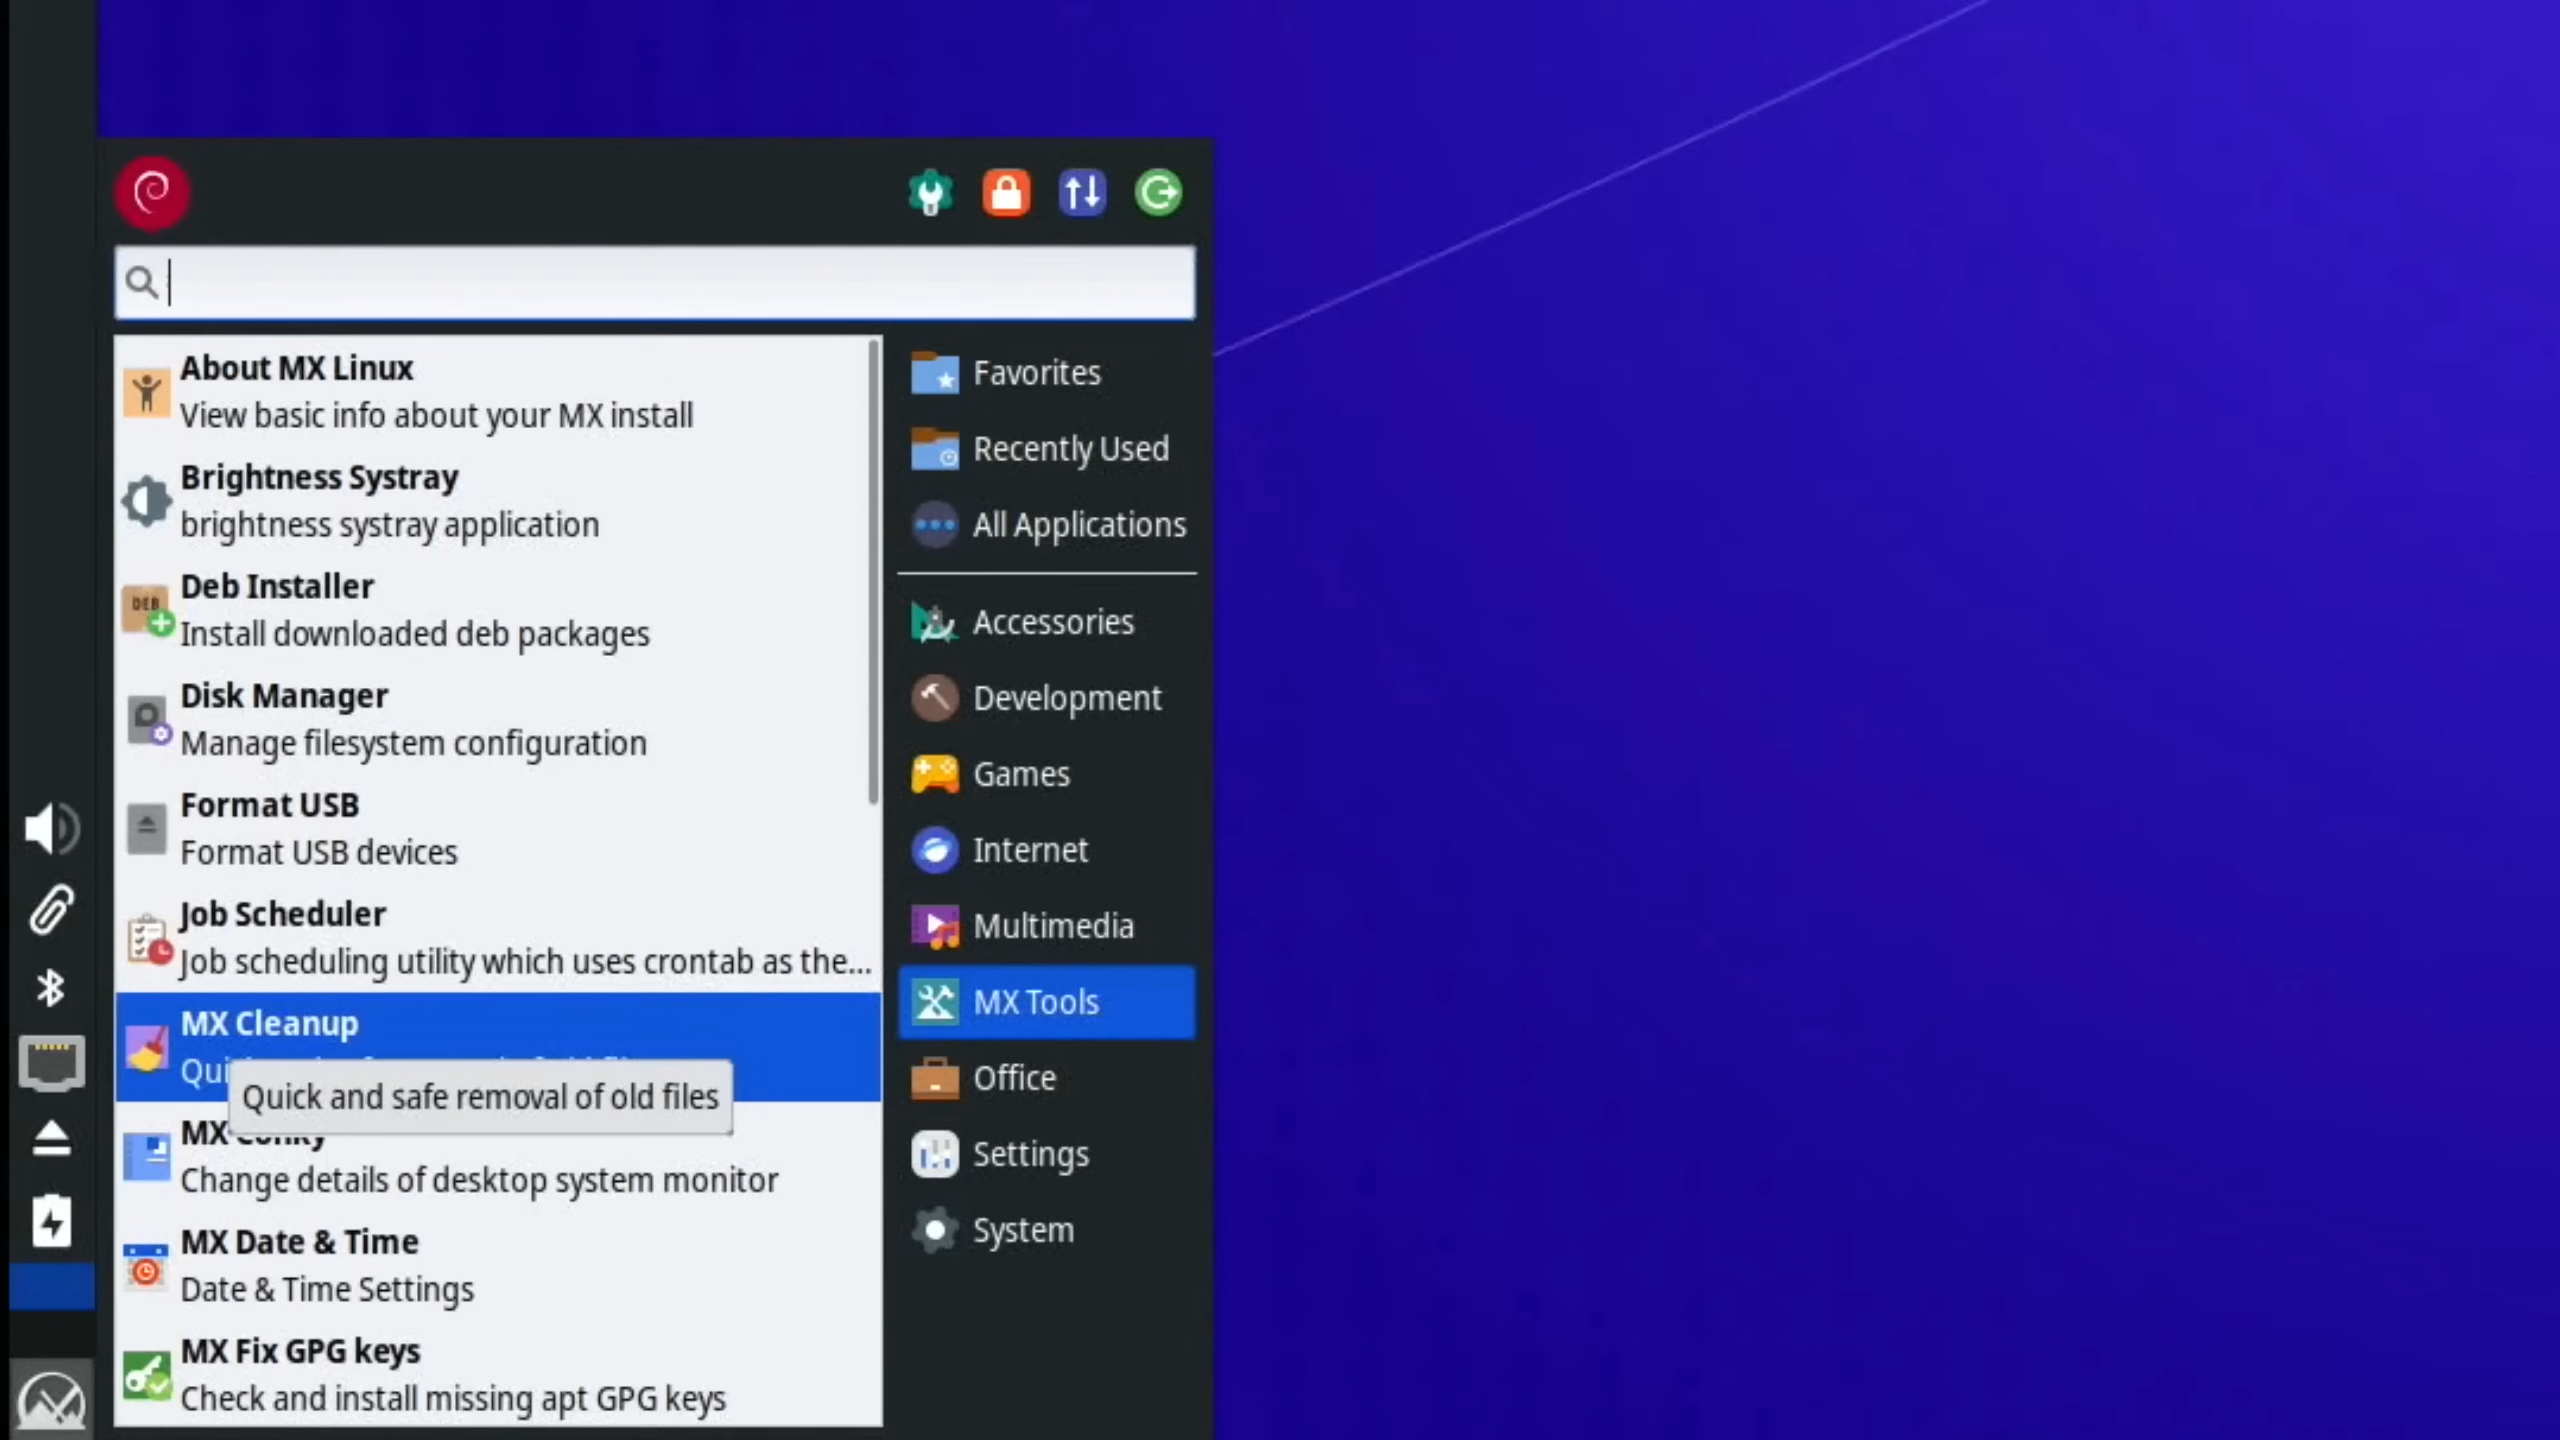 About MX Linux
View basic info about your MX install
Brightness Systray
brightness systray application
DEB
Deb Installer
Install downloaded deb packages
Disk Manager
Manage filesystem configuration
Format USB
Format USB devices
Job Scheduler
Job scheduling utility which uses crontab as the...
MX Cleanup
Qui
Quick and safe removal of old files
MX Conky
Change details of desktop system monitor
MX Date & Time
Date & Time Settings
MX Fix GPG keys
Check and install missing apt GPG keys
Favorites
Recently Used
All Applications
Accessories
Development
Games
Internet
Multimedia
MX Tools
Office
Settings
System